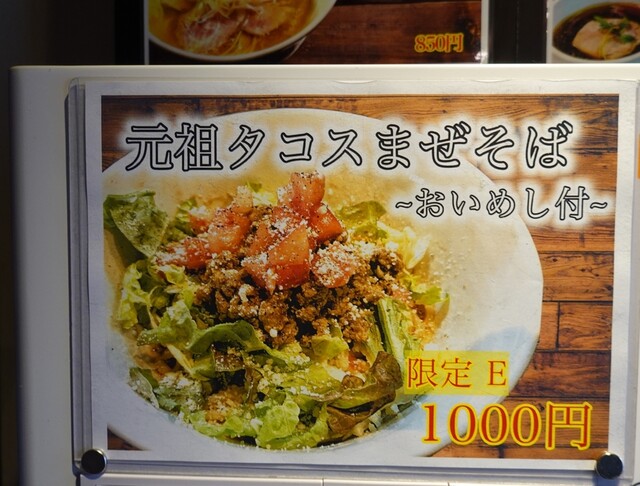 850円
元祖タコスまぜそば
~おいめし付~
限定 E
1000円